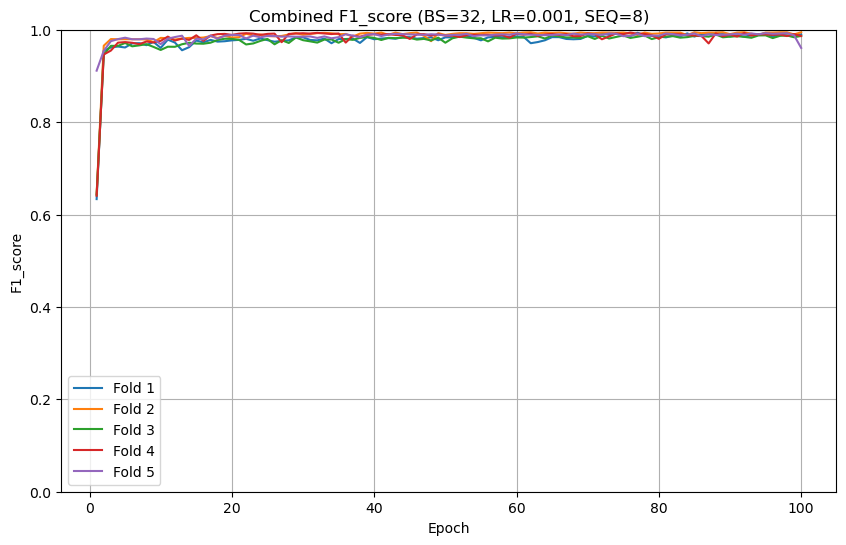 Combined F1_score (BS=32, LR=0.001, SEQ=8)
1.0
0.8
0.6
0.4
0.2
0.0
F1_score
Fold 1
Fold 2
Fold 3
Fold 4
Fold 5
0 20 40 60 80 100
Epoch